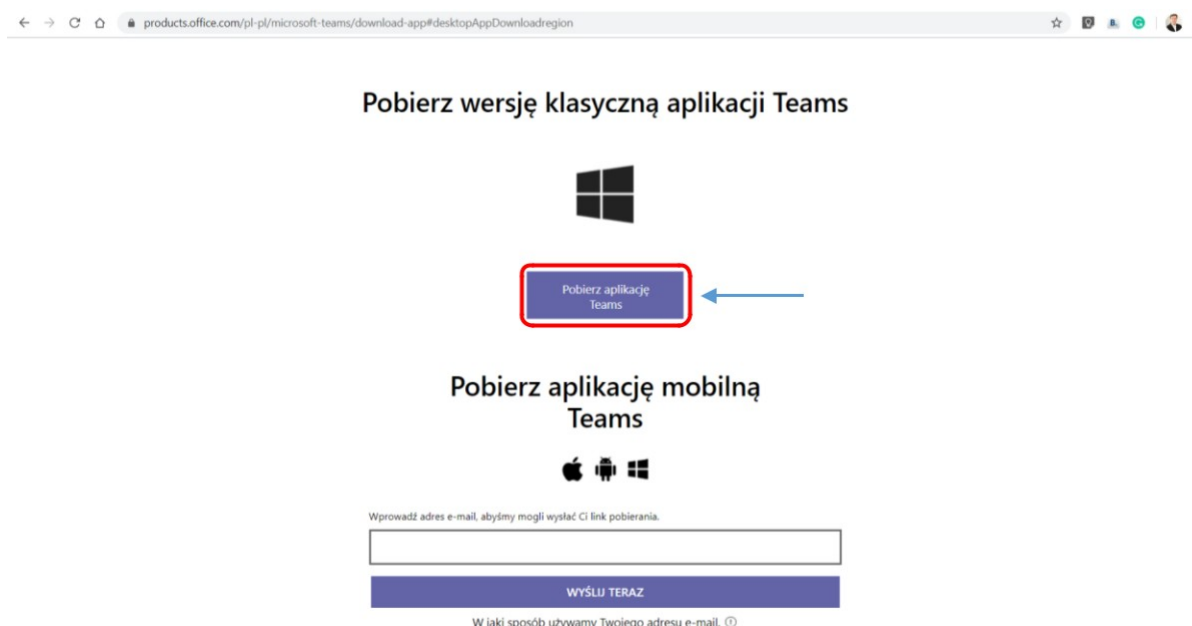 products.office.com/pl-pl/microsoft-teams/download-app#desktopAppDownloadregion
Pobierz wersję klasyczną aplikacji Teams
Pobierz aplikację
Teams
Pobierz aplikację mobilną
Teams
Wprowadź adres e-mail, abyśmy mogli wysłać Ci link pobierania.
WYŚLIJ TERAZ
W jaki sposób używamy Twojego adresu e-mail.